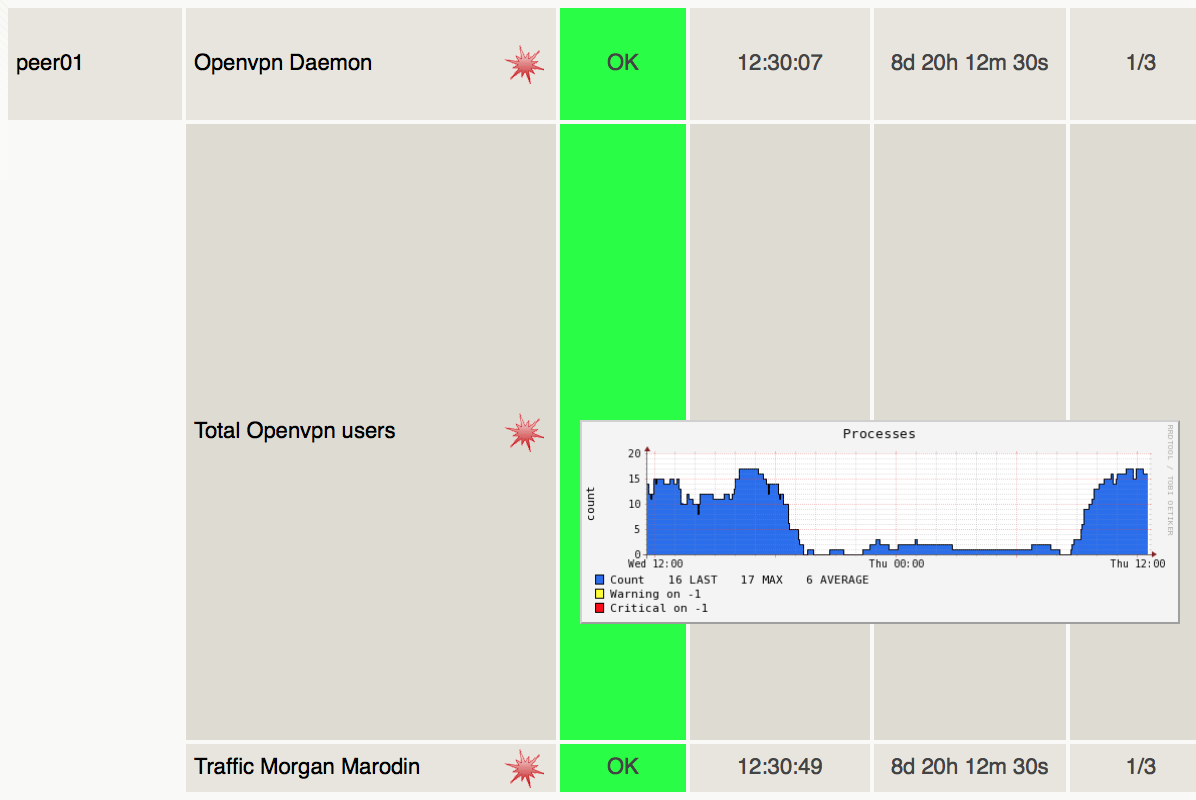 peer01 Openvpn Daemon OK 12:30:07 8d 20h 12m 30s 1/3
Total Openvpn users
Processes
RRDTOOL / TOBI OETIKER
count
20
15
10
5
0
Wed 12:00 Thu 00:00 Thu 12:00
Count 16 LAST 17 MAX 6 AVERAGE
Warning on -1
Critical on -1
Traffic Morgan Marodin OK 12:30:49 8d 20h 12m 30s 1/3